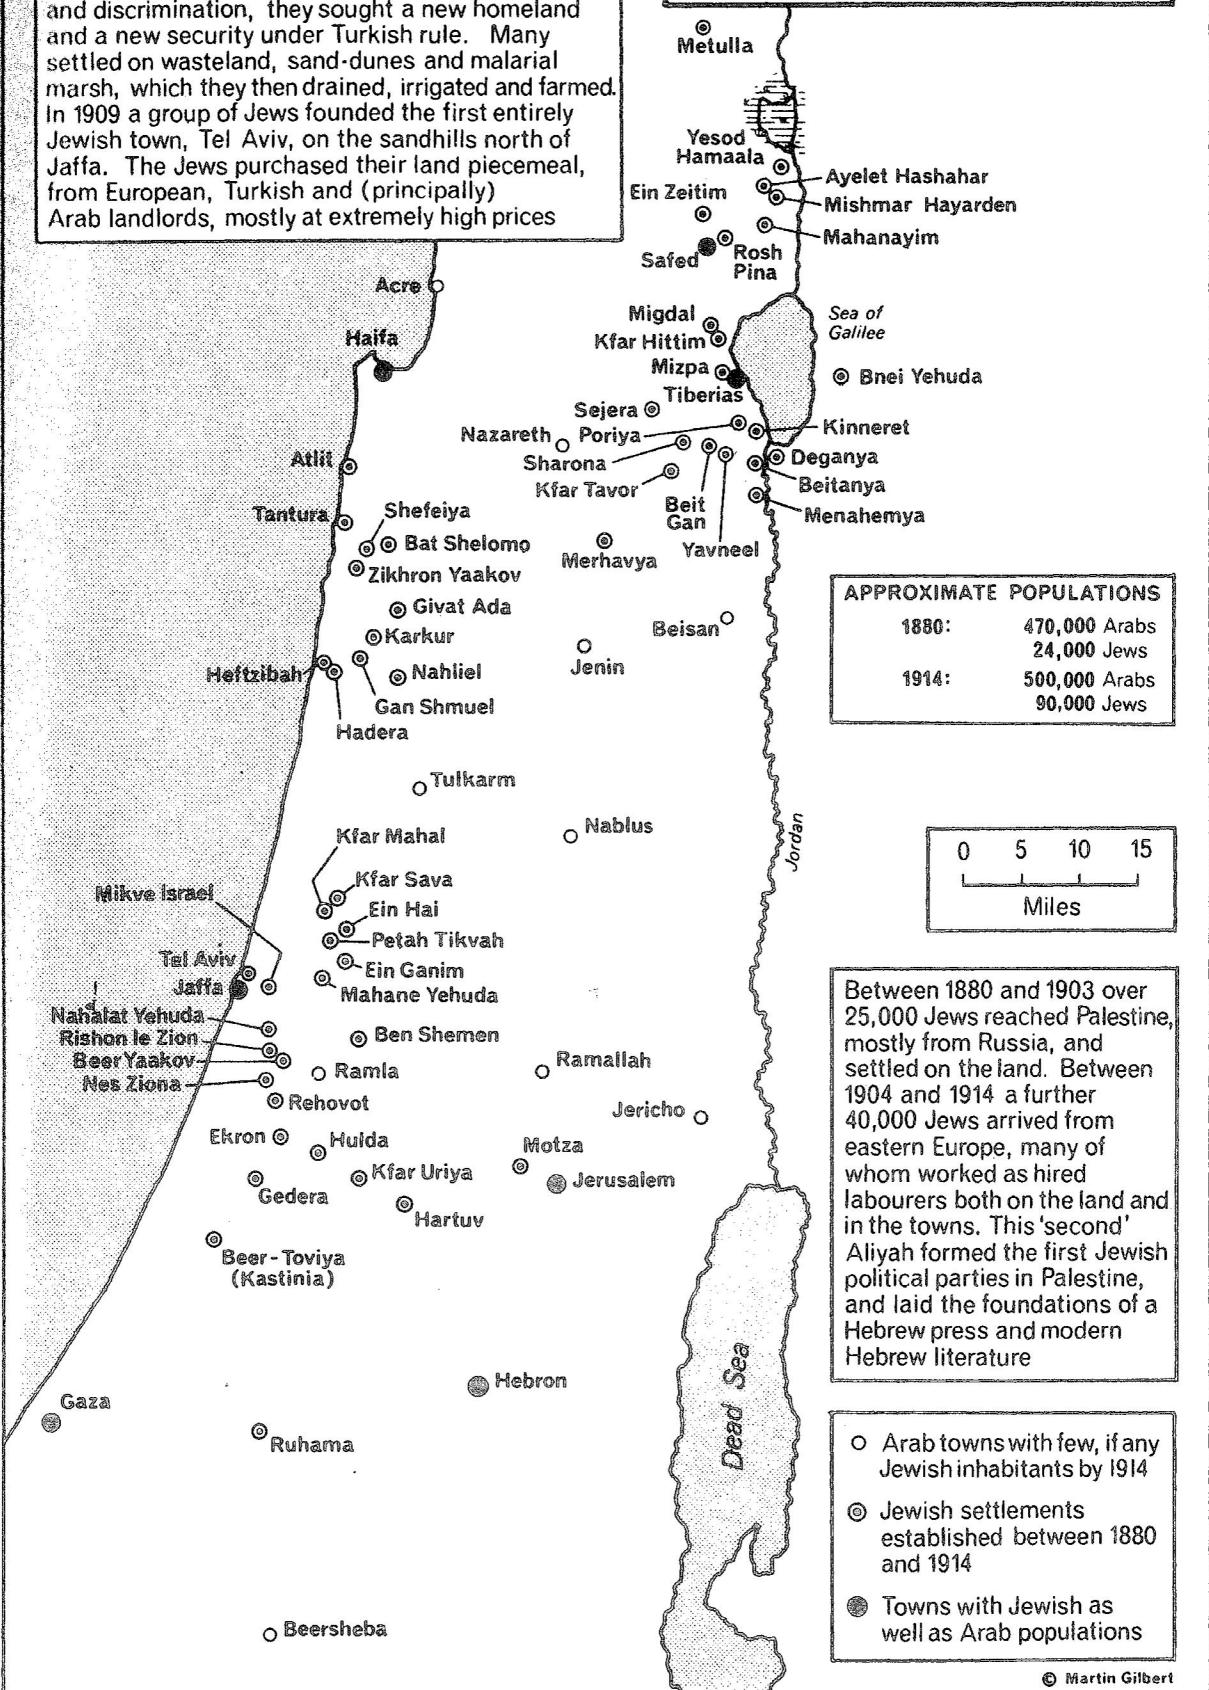 and discrimination, they sought a new homeland
and a new security under Turkish rule. Many
settled on wasteland, sand-dunes and malarial
marsh, which they then drained, irrigated and farmed.
In 1909 a group of Jews founded the first entirely
Jewish town, Tel Aviv, on the sandhills north of
Jaffa. The Jews purchased their land piecemeal,
from European, Turkish and (principally)
Arab landlords, mostly at extremely high prices
Metulla
Yesod
Hamaala
Ayelet Hashahar
Ein Zeitim
Mishmar Hayarden
Mahanayim
Safed
Rosh
Pina
Acre
Migdal
Sea of
Galilee
Haifa
Kfar Hittim
Mizpa
Bnei Yehuda
Tiberias
Sejera
Nazareth
Poriya
Kinneret
Atlit
Sharona
Deganya
Kfar Tavor
Beitanya
Beit
Gan
Menahemya
Tantura
Shefeiya
Bat Shelomo
Yavneel
Merhavya
Zikhron Yaakov
Givat Ada
Karkur
Beisan
Jenin
Heftzibah
Nahliel
Gan Shmuel
Hadera
APPROXIMATE POPULATIONS
1880: 470,000 Arabs
24,000 Jews
1914: 500,000 Arabs
90,000 Jews
Tulkarm
Nablus
Jordan
Kfar Mahal
0 5 10 15
Miles
Kfar Sava
Mikve Israel
Ein Hai
Petah Tikvah
Tel Aviv
Ein Ganim
Jaffa
Mahane Yehuda
Nahalat Yehuda
Rishon le Zion
Ben Shemen
Beer Yaakov
Ramallah
Nes Ziona
Ramla
Rehovot
Jericho
Ekron
Hulda
Motza
Kfar Uriya
Jerusalem
Gedera
Hartuv
Beer-Toviya
(Kastinia)
Between 1880 and 1903 over
25,000 Jews reached Palestine,
mostly from Russia, and
settled on the land. Between
1904 and 1914 a further
40,000 Jews arrived from
eastern Europe, many of
whom worked as hired
labourers both on the land and
in the towns. This 'second'
Aliyah formed the first Jewish
political parties in Palestine,
and laid the foundations of a
Hebrew press and modern
Hebrew literature
Hebron
Gaza
Dead Sea
Ruhama
Beersheba
Arab towns with few, if any
Jewish inhabitants by 1914
Jewish settlements
established between 1880
and 1914
Towns with Jewish as
well as Arab populations
© Martin Gilbert